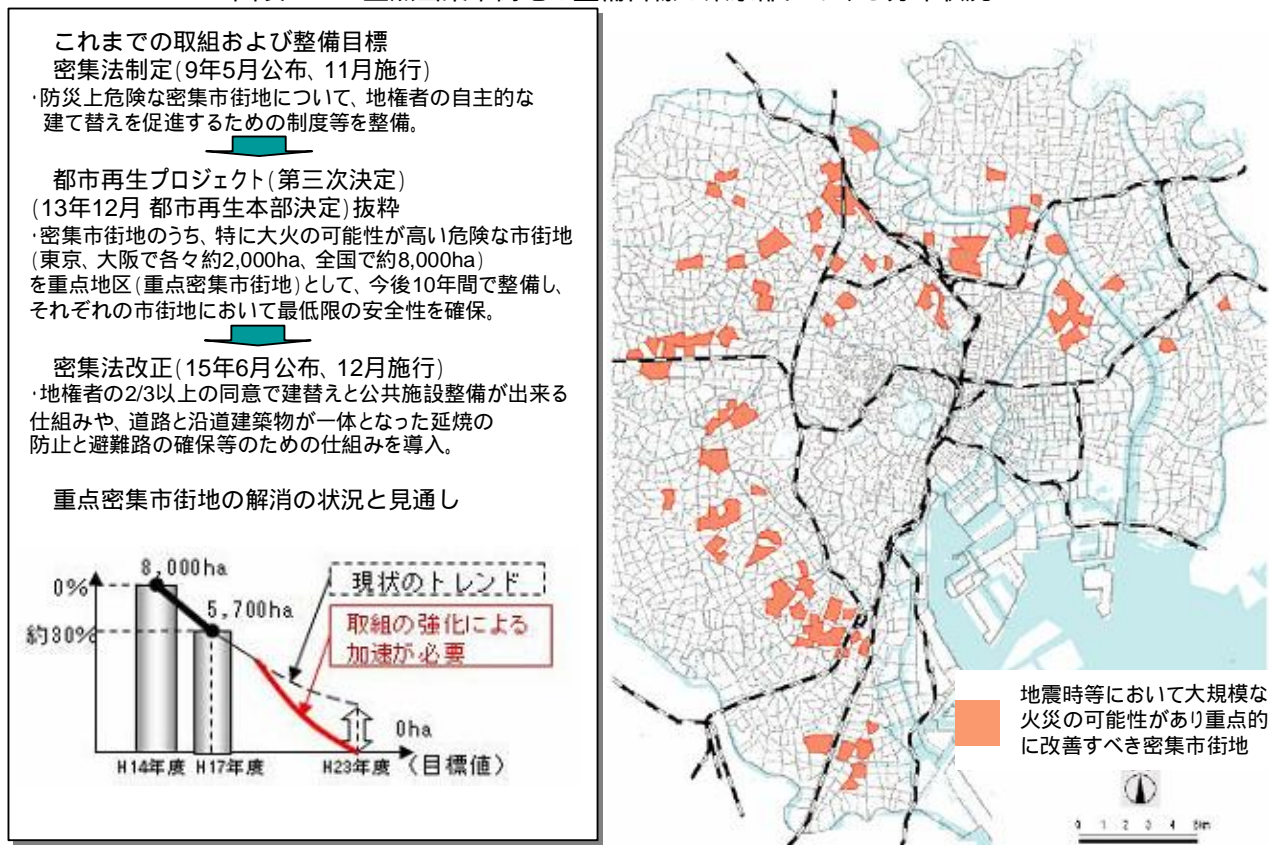 これまでの取組および整備目標
密集法制定(9年5月公布、11月施行)
・防災上危険な密集市街地について、地権者の自主的な
建て替えを促進するための制度等を整備。
都市再生プロジェクト(第三次決定)
(13年12月 都市再生本部決定)抜粋
・密集市街地のうち、特に大火の可能性が高い危険な市街地
(東京、大阪で各々約2,000ha、全国で約8,000ha)
を重点地区(重点密集市街地)として、今後10年間で整備し、
それぞれの市街地において最低限の安全性を確保。
密集法改正(15年6月公布、12月施行)
・地権者の2/3以上の同意で建替えと公共施設整備が出来る
仕組みや、道路と沿道建築物が一体となった延焼の
防止と避難路の確保等のための仕組みを導入。
重点密集市街地の解消の状況と見通し
8,000ha
0%
現状のトレンド
5,700ha
約30%
取組の強化による
加速が必要
0ha
H14年度 H17年度 H23年度 (目標値)
地震時等において大規模な
火災の可能性があり重点的
に改善すべき密集市街地
0 1 2 3 4 5km